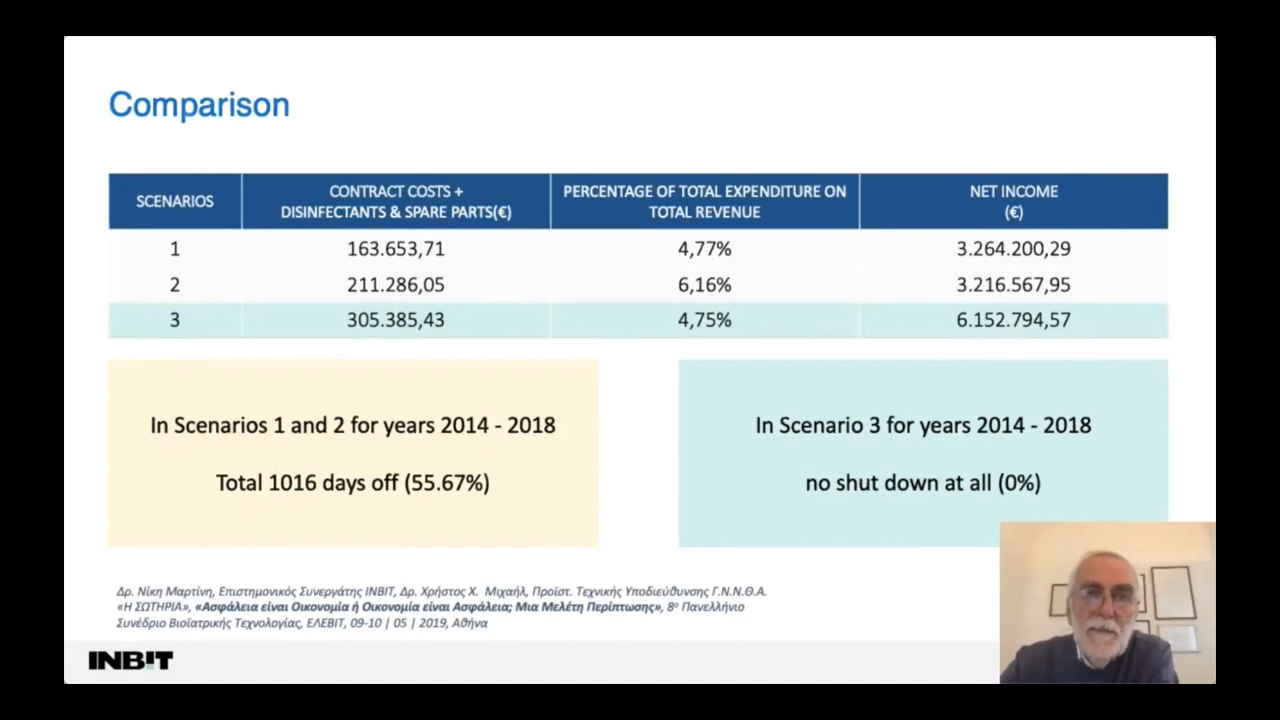 Comparison
SCENARIOS
CONTRACT COSTS +
DISINFECTANTS & SPARE PARTS(€)
PERCENTAGE OF TOTAL EXPENDITURE ON
TOTAL REVENUE
NET INCOME
(€)
1 163.653,71 4,77% 3.264.200,29
2 211.286,05 6,16% 3.216.567,95
3 305.385,43 4,75% 6.152.794,57
In Scenarios 1 and 2 for years 2014 - 2018
Total 1016 days off (55.67%)
In Scenario 3 for years 2014 - 2018
no shut down at all (0%)
Δρ. Νίκη Μαρτίνη, Επιστημονικός Συνεργάτης ΙΝΒΙΤ, Δρ. Χρήστος Χ. Μιχαήλ, Προϊστ. Τεχνικής Υποδιεύθυνσης Γ.Ν.Ν.Θ.Α.
«Η ΣΩΤΗΡΙΑ», «Ασφάλεια είναι Οικονομία ή Οικονομία είναι Ασφάλεια; Μια Μελέτη Περίπτωσης», 8ο Πανελλήνιο
Συνέδριο Βιοϊατρικής Τεχνολογίας, ΕΛΕΒΙΤ, 09-10 | 05 | 2019, Αθήνα
INBIT